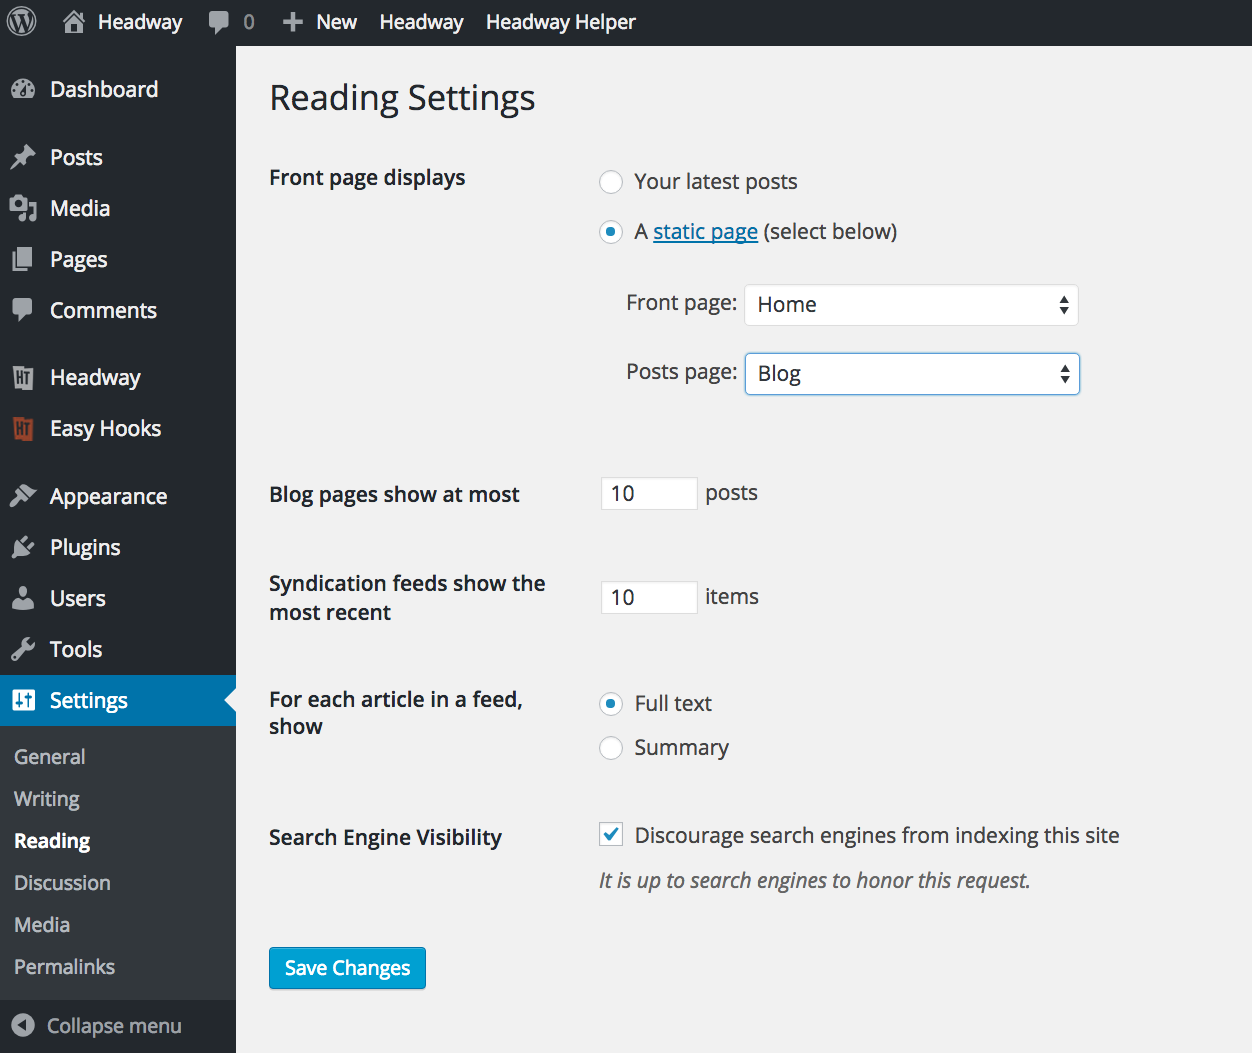 Headway 0 New Headway Headway Helper
Dashboard
Posts
Media
Pages
Comments
Headway
Easy Hooks
Appearance
Plugins
Users
Tools
Settings
General
Writing
Reading
Discussion
Media
Permalinks
Collapse menu
Reading Settings
Front page displays
Your latest posts
A static page (select below)
Front page: Home
Posts page: Blog
Blog pages show at most
10 posts
Syndication feeds show the
most recent
10 items
For each article in a feed,
show
Full text
Summary
Search Engine Visibility
Discourage search engines from indexing this site
It is up to search engines to honor this request.
Save Changes